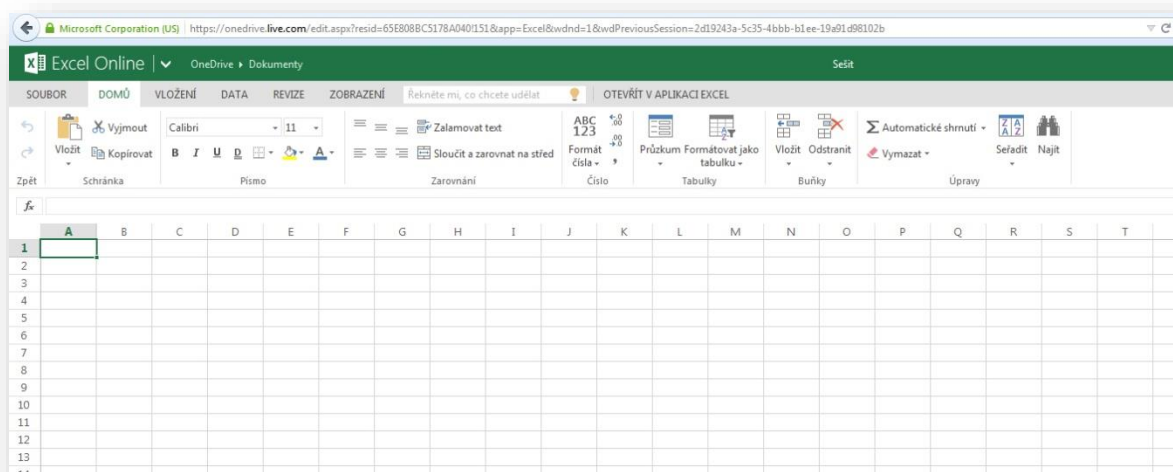 Microsoft Corporation (US) https://onedrive.live.com/edit.aspx?resid=65E808BC5178A040!151&app=Excel&wdnd=1&wdPreviousSession=2d19243a-5c35-4bbb-b1ee-19a91d98102b
Excel Online OneDrive Dokumenty Sešit
SOUBOR DOMŮ VLOŽENÍ DATA REVIZE ZOBRAZENÍ Řekněte mi, co chcete udělat OTEVŘÍT V APLIKACI EXCEL
Vložit Vyjmout Kopírovat
Calibri 11
B I U D A
Zalamovat text
Sloučit a zarovnat na střed
ABC 123
Formát čísla
,00 ,0
,00 ,0
Průzkum Formátovat jako tabulku
Vložit Odstranit
Σ Automatické shrnutí
Vymazat
Z A A Z
Seřadit Najít
Zpět Schránka Písmo Zarovnání Číslo Tabulky Buňky Úpravy
fx
A B C D E F G H I J K L M N O P Q R S T
1
2
3
4
5
6
7
8
9
10
11
12
13